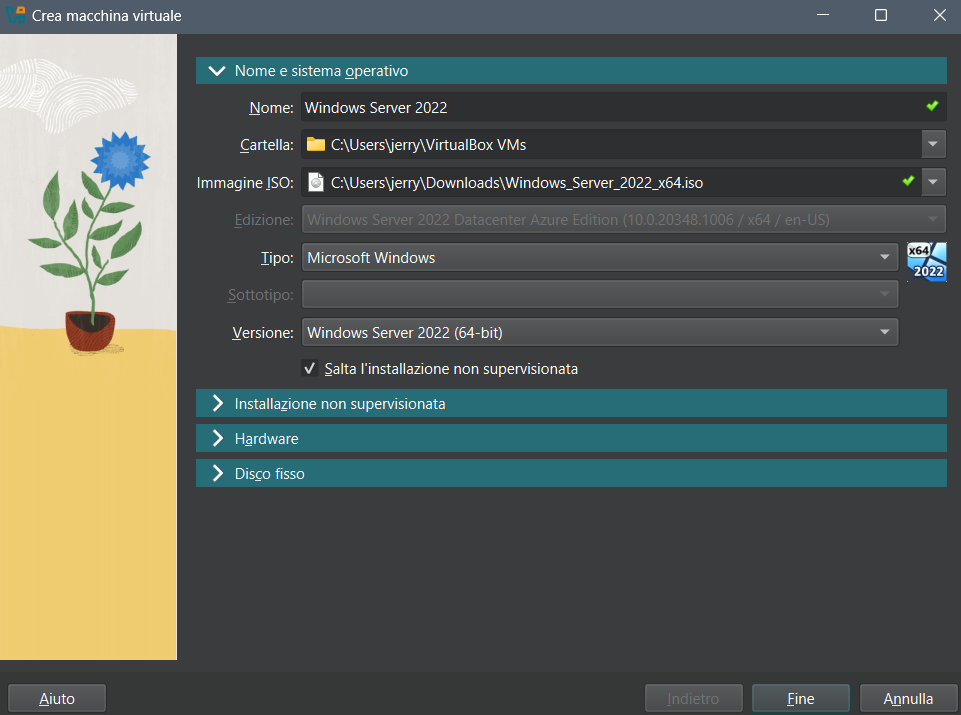 Crea macchina virtuale
Nome e sistema operativo
Nome: Windows Server 2022
Cartella: C:\Users\jerry\VirtualBox VMs
Immagine ISO: C:\Users\jerry\Downloads\Windows_Server_2022_x64.iso
Edizione: Windows Server 2022 Datacenter Azure Edition (10.0.20348.1006 / x64 / en-US)
Tipo: Microsoft Windows
x64
2022
Sottotipo:
Versione: Windows Server 2022 (64-bit)
Salta l'installazione non supervisionata
Installazione non supervisionata
Hardware
Disco fisso
Aiuto Indietro Fine Annulla